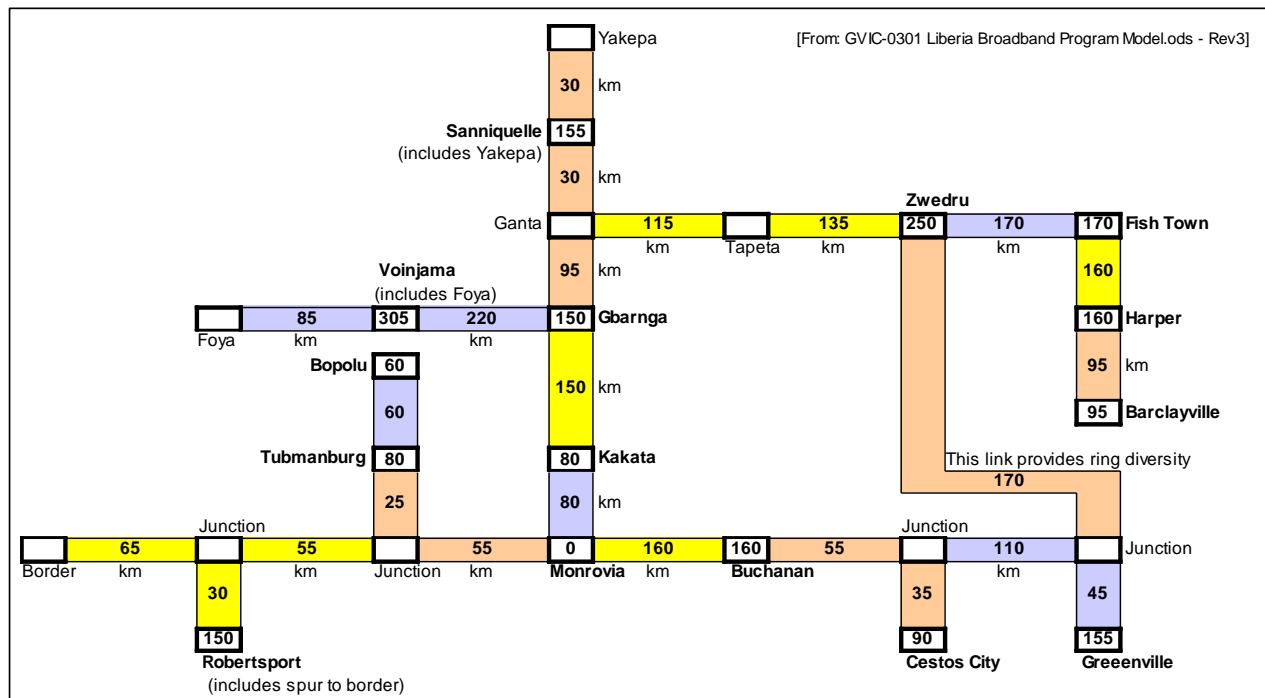 Yakepa
[From: GVIC-0301 Liberia Broadband Program Model.ods - Rev3]
30 km
Sanniquelle 155
(includes Yakepa)
30 km
Zwedru
Ganta 115 135 250 170 170 Fish Town
km Tapeta km km
Voinjama 95 km 160
(includes Foya)
85 305 220 150 Gbarnga 160 Harper
Foya km km
Bopolu 60 95 km
60 150 km 95 Barclayville
Tubmanburg 80 80 Kakata This link provides ring diversity
170
25 80 km
Junction Junction
65 55 55 0 160 160 55 110 Junction
Border km km Junction km Monrovia km Buchanan km
30 35 45
150 90 155
Robertsport Cestos City Greeenville
(includes spur to border)